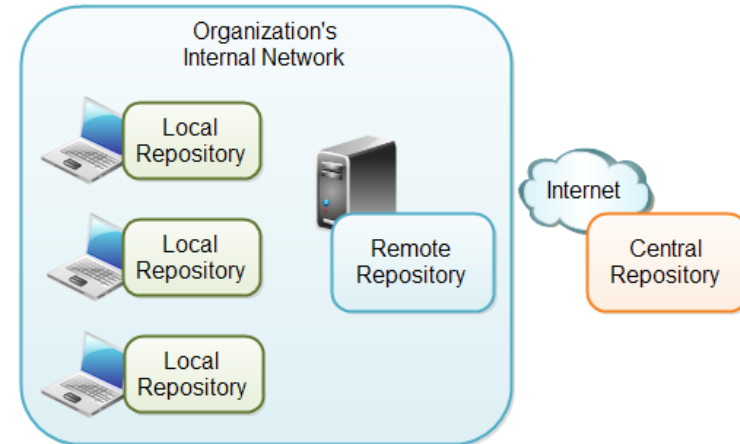 Organization's
Internal Network
Local
Repository
Local
Repository
Local
Repository
Remote
Repository
Internet
Central
Repository